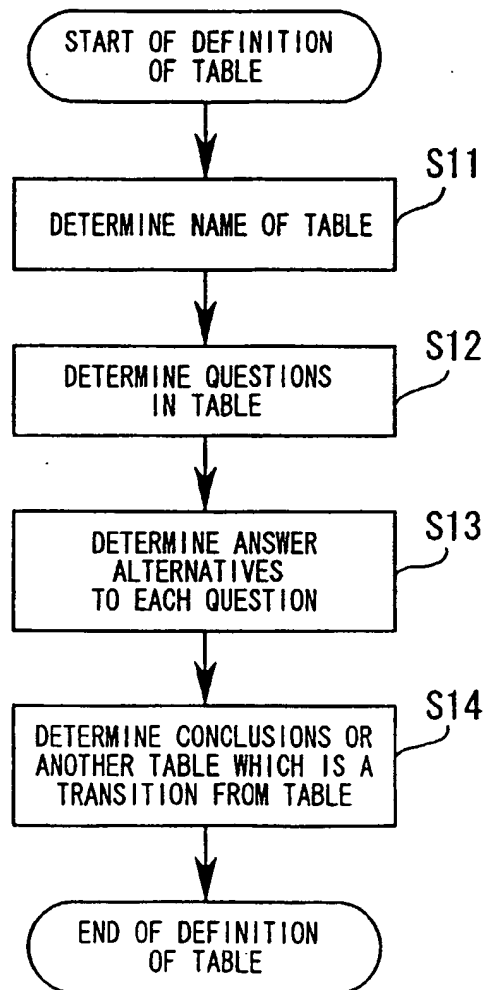 START OF DEFINITION
OF TABLE
S11
DETERMINE NAME OF TABLE
S12
DETERMINE QUESTIONS
IN TABLE
S13
DETERMINE ANSWER
ALTERNATIVES
TO EACH QUESTION
S14
DETERMINE CONCLUSIONS OR
ANOTHER TABLE WHICH IS A
TRANSITION FROM TABLE
END OF DEFINITION
OF TABLE